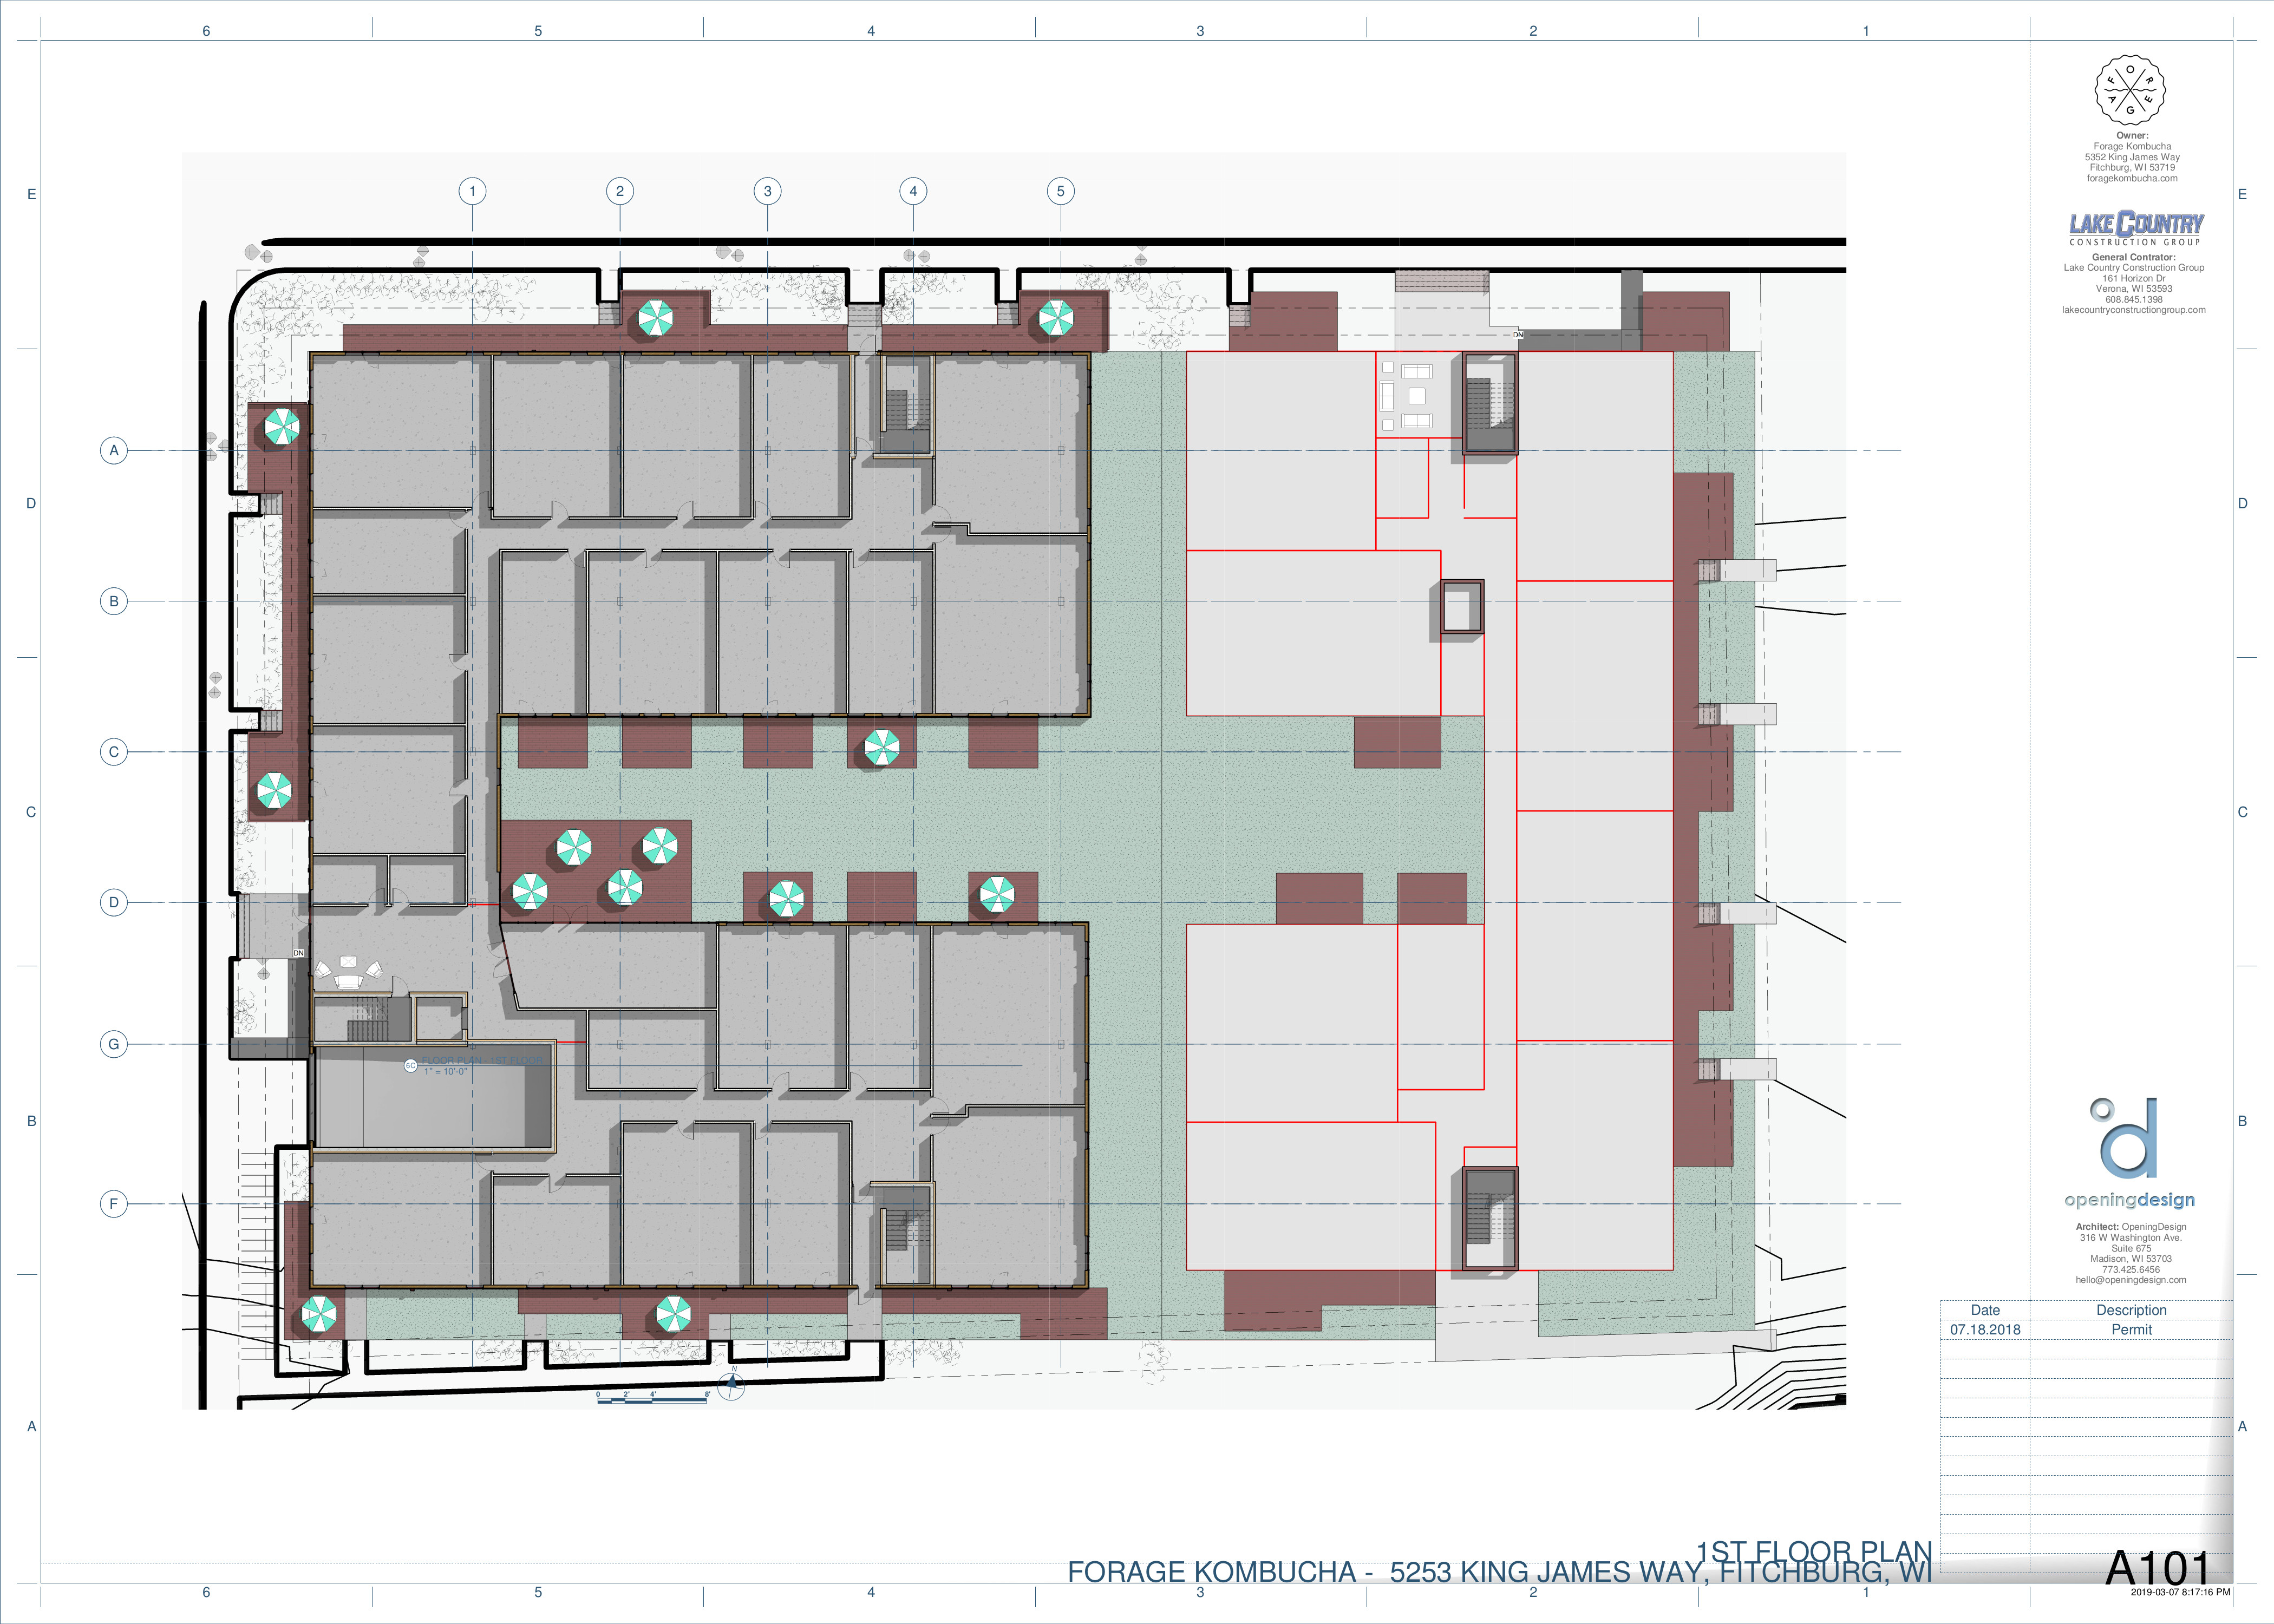 6 5 4 3 2 1
E E
D D
C C
B B
A A
1 2 3 4 5
A
B
C
D
G
F
DN
DN
6C FLOOR PLAN - 1ST FLOOR
1" = 10'-0"
0 2' 4' 8'
N
F O R A G E
Owner:
Forage Kombucha
5352 King James Way
Fitchburg, WI 53719
foragekombucha.com
LAKE COUNTRY
CONSTRUCTION GROUP
General Contrator:
Lake Country Construction Group
161 Horizon Dr
Verona, WI 53593
608.845.1398
lakecountryconstructiongroup.com
openingdesign
Architect: OpeningDesign
316 W Washington Ave.
Suite 675
Madison, WI 53703
773.425.6456
hello@openingdesign.com
Date Description
07.18.2018 Permit
1ST FLOOR PLAN
FORAGE KOMBUCHA - 5253 KING JAMES WAY, FITCHBURG, WI
A101
2019-03-07 8:17:16 PM
6 5 4 3 2 1